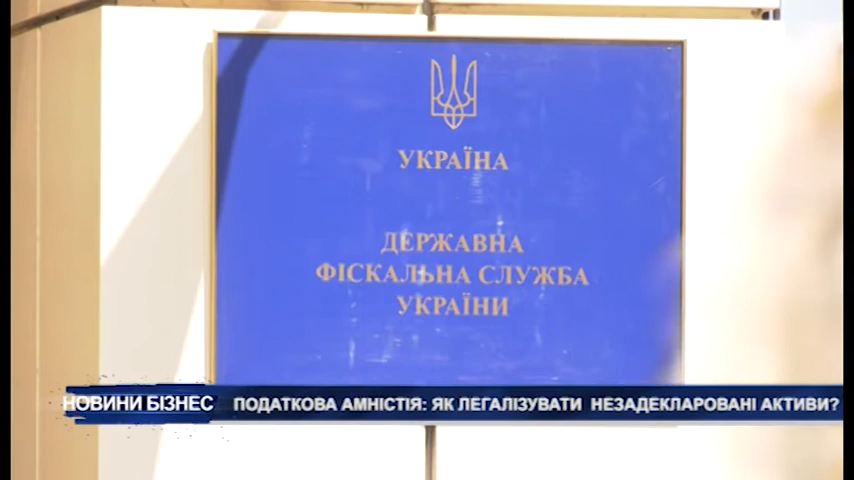 УКРАЇНА
ДЕРЖАВНА
ФІСКАЛЬНА СЛУЖБА
УКРАЇНИ
НОВИНИ БІЗНЕС ПОДАТКОВА АМНІСТІЯ: ЯК ЛЕГАЛІЗУВАТИ НЕЗАДЕКЛАРОВАНІ АКТИВИ?